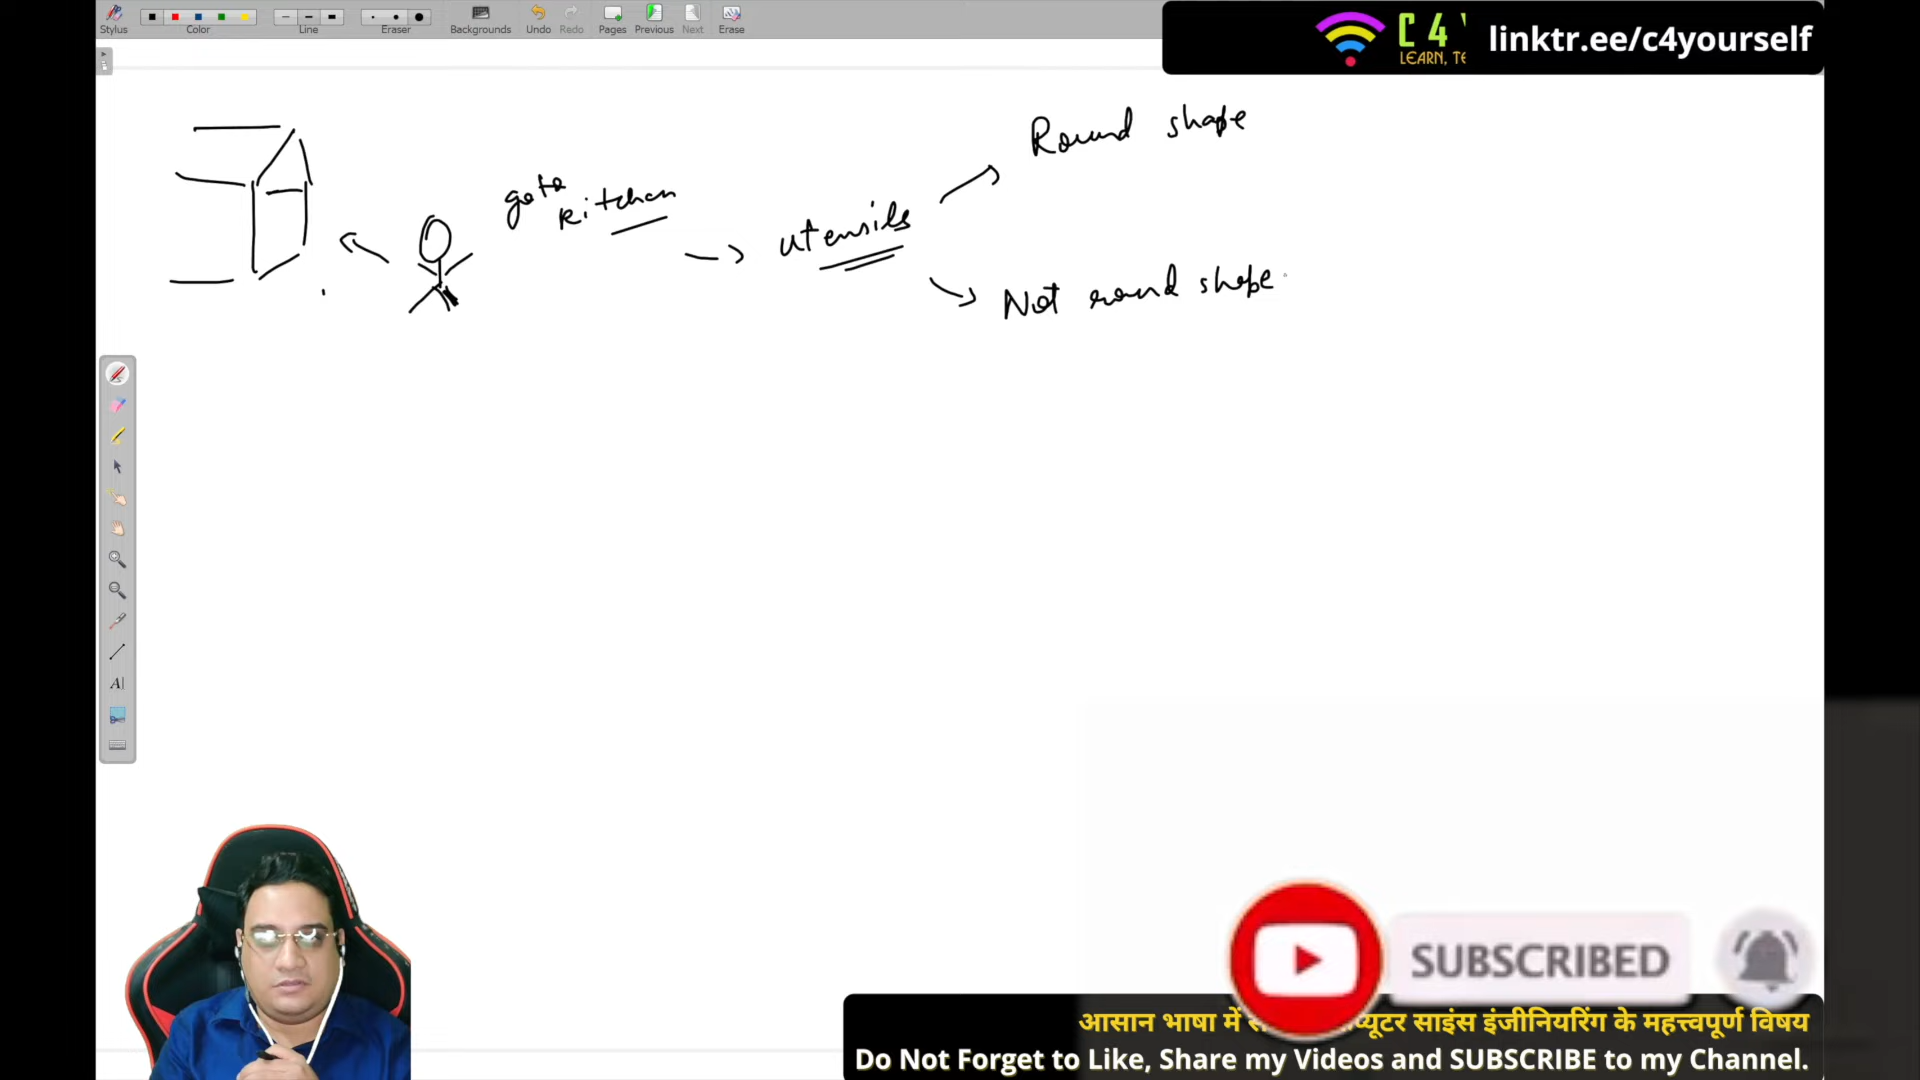 Stylus
Color
Line
Eraser
Backgrounds
Undo
Redo
Pages
Previous
Next
Erase
C 4
LEARN, TE
linktr.ee/c4yourself
Round shape
go to
kitchen
utensils
Not round shape
A
SUBSCRIBED
आसान भाषा में कंप्यूटर साइंस इंजीनियरिंग के महत्त्वपूर्ण विषय
Do Not Forget to Like, Share my Videos and SUBSCRIBE to my Channel.